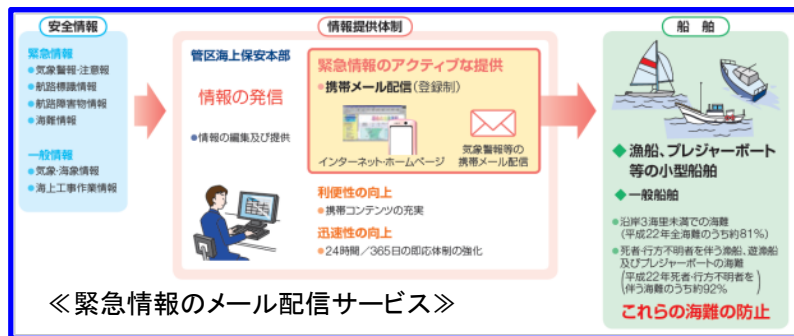 安全情報
緊急情報
●気象警報・注意報
●航路標識情報
●航路障害物情報
●海難情報
一般情報
●気象・海象情報
●海上工事作業情報
情報提供体制
管区海上保安本部
情報の発信
●情報の編集及び提供
緊急情報のアクティブな提供
●携帯メール配信(登録制)
インターネット・ホームページ
気象警報等の
携帯メール配信
利便性の向上
●携帯コンテンツの充実
迅速性の向上
●24時間/365日の即応体制の強化
≪緊急情報のメール配信サービス≫
船舶
◆漁船、プレジャーボート
等の小型船舶
◆一般船舶
●沿岸3海里未満での海難
(平成22年全海難のうち約81%)
●死者・行方不明者を伴う漁船、遊漁船
及びプレジャーボートの海難
(平成22年死者・行方不明者を
伴う海難のうち約92%)
これらの海難の防止